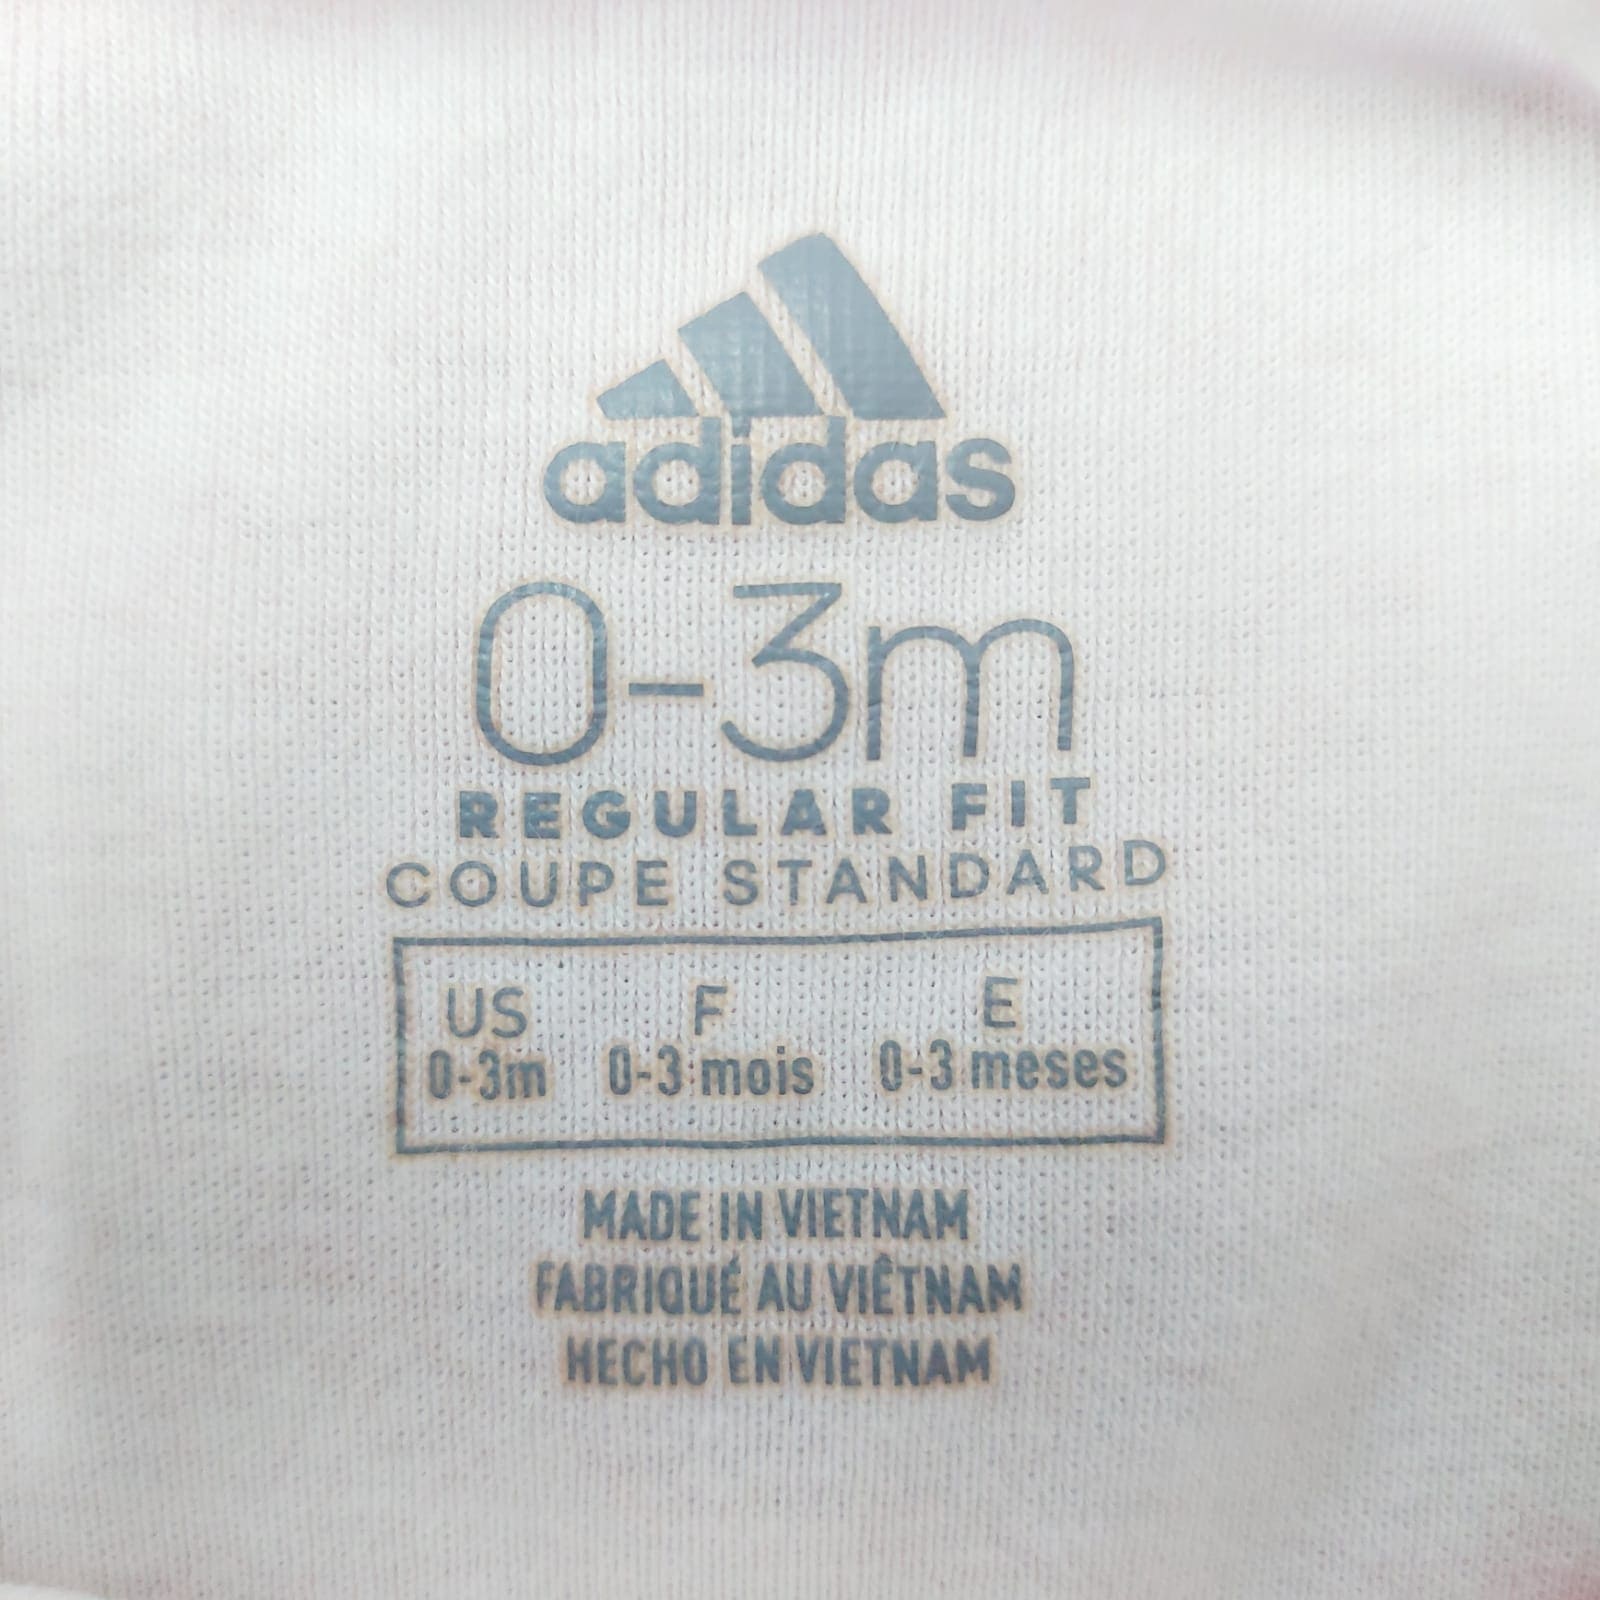 adidas
0-3m
REGULAR FIT
COUPE STANDARD
US F E
0-3m 0-3 mois 0-3 meses
MADE IN VIETNAM
FABRIQUÉ AU VIÊTNAM
HECHO EN VIETNAM